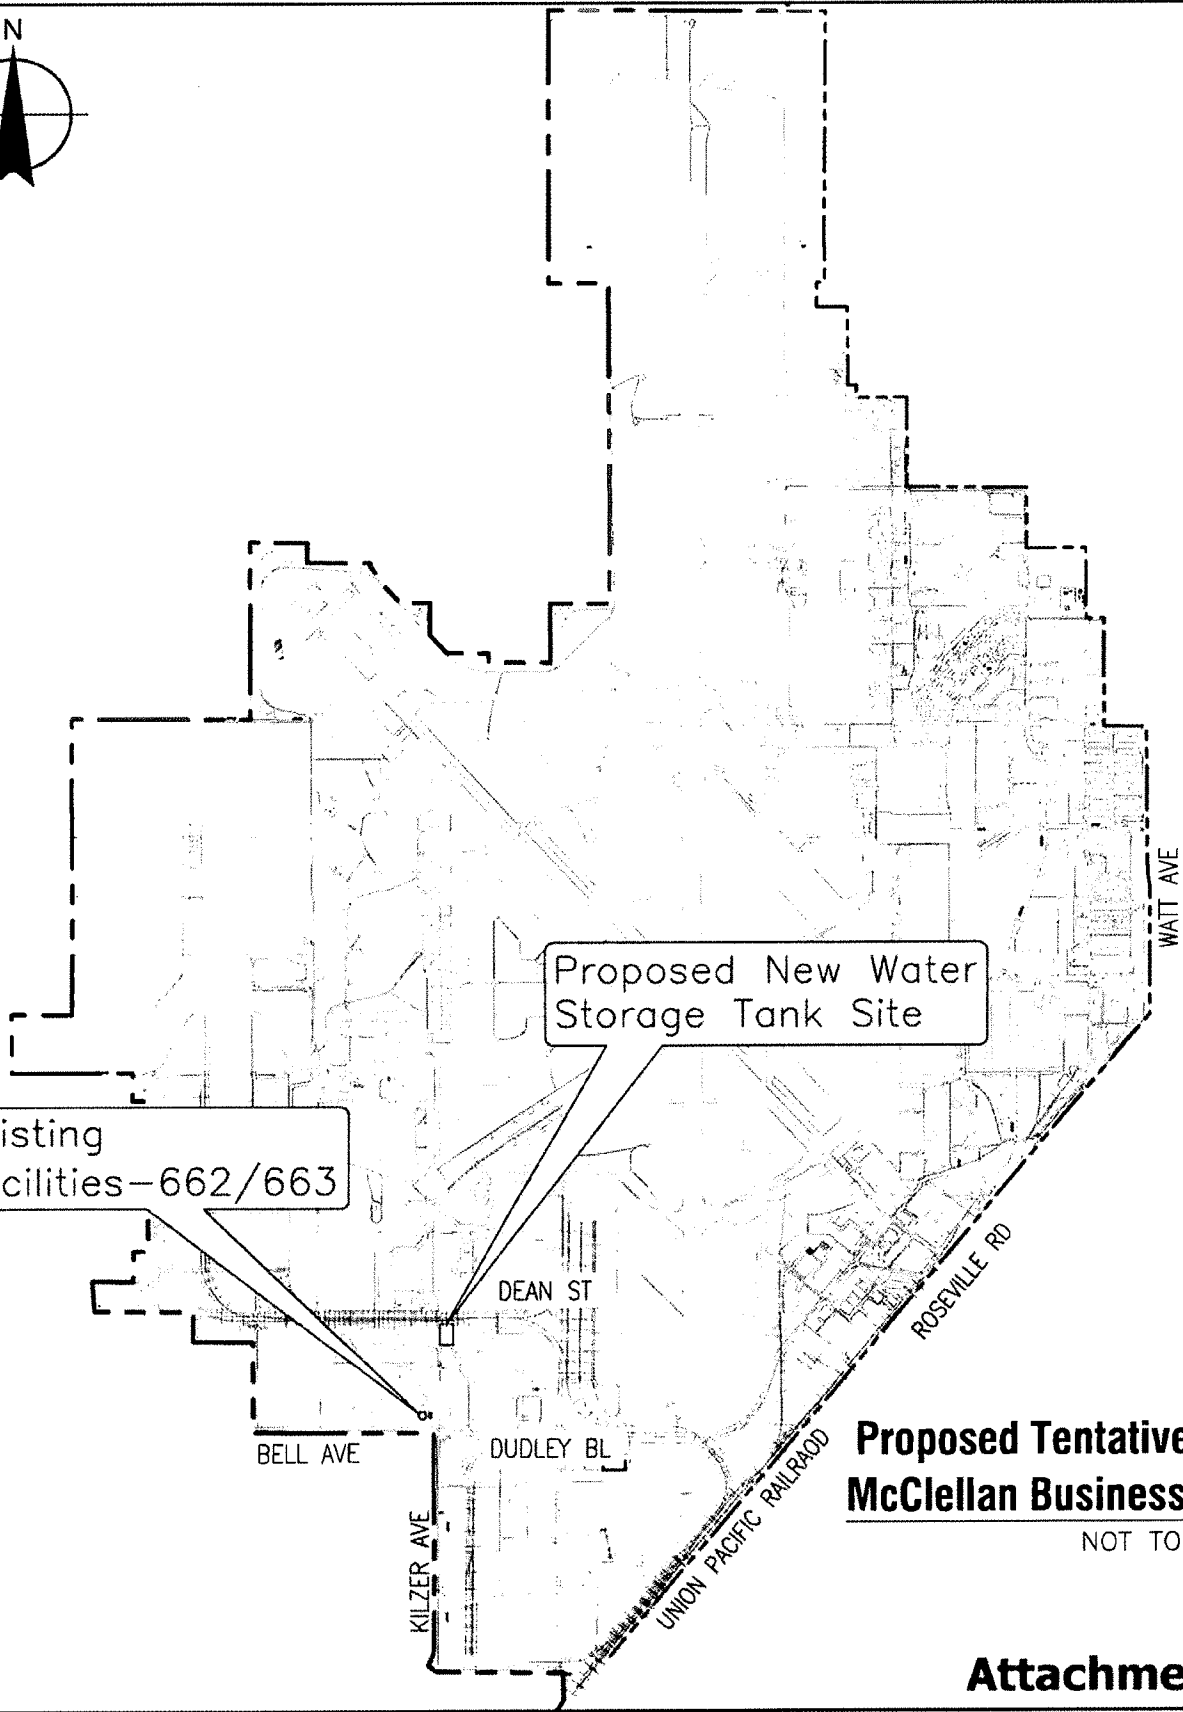 N
WATT AVE
Proposed New Water
Storage Tank Site
isting
cilities-662/663
DEAN ST
ROSEVILLE RD
BELL AVE
DUDLEY BL
KILZER AVE
UNION PACIFIC RAILRAOD
Proposed Tentative
McClellan Business
NOT TO
Attachme